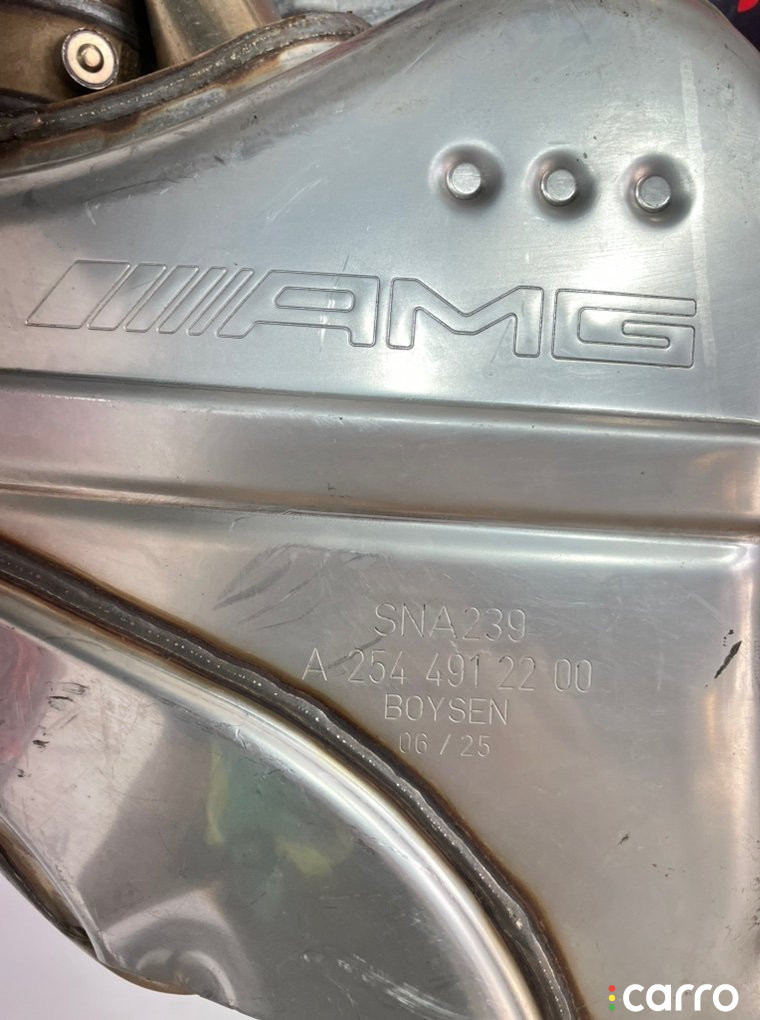 AMG
SNA239
A 254 491 22 00
BOYSEN
06 / 25
carro